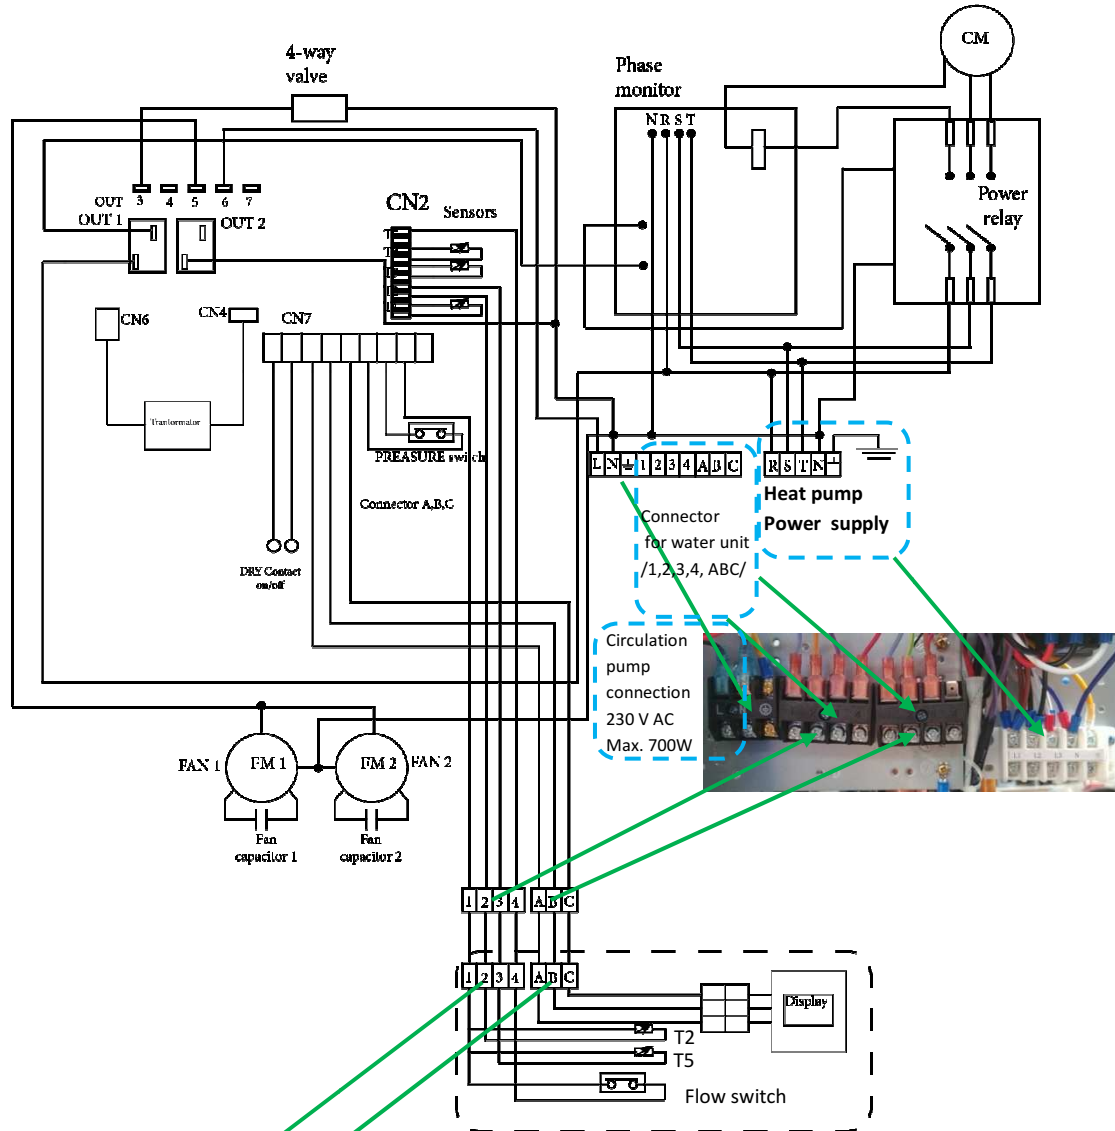 CM
4-way
valve
Phase
monitor
N R S T
3 4 5 6 7
OUT
OUT 1
OUT 2
CN2
Sensors
Power
relay
T
T
CN6
CN4
CN7
Tranformator
PREASURE switch
Connector A,B,C
DRY Contact
on/off
L N 1 2 3 4 A B C
R S T N
Connector
for water unit
/1,2,3,4, ABC/
Heat pump
Power supply
Circulation
pump
connection
230 V AC
Max. 700W
L1 L2 L3 N
FAN 1
FM 1
FM 2
FAN 2
Fan
capacitor 1
Fan
capacitor 2
1 2 3 4 A B C
1 2 3 4 A B C
Display
T2
T5
Flow switch